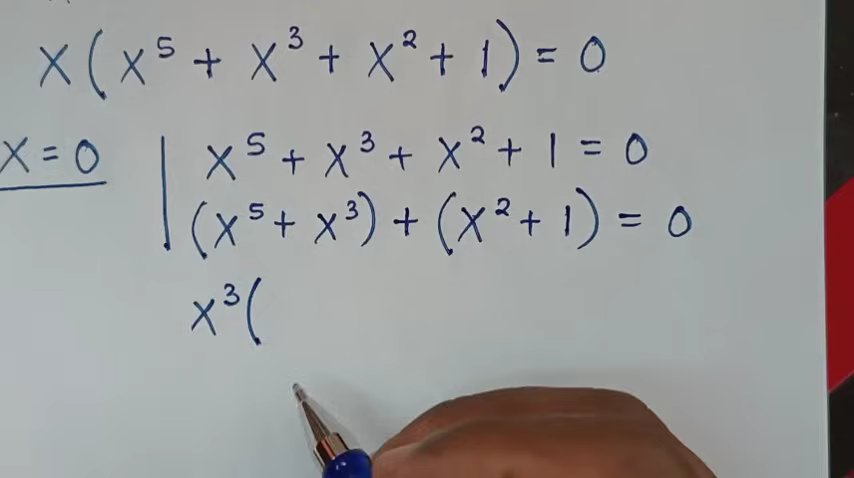 x(x⁵ + x³ + x² + 1) = 0
x = 0 | x⁵ + x³ + x² + 1 = 0
(x⁵ + x³) + (x² + 1) = 0
x³(